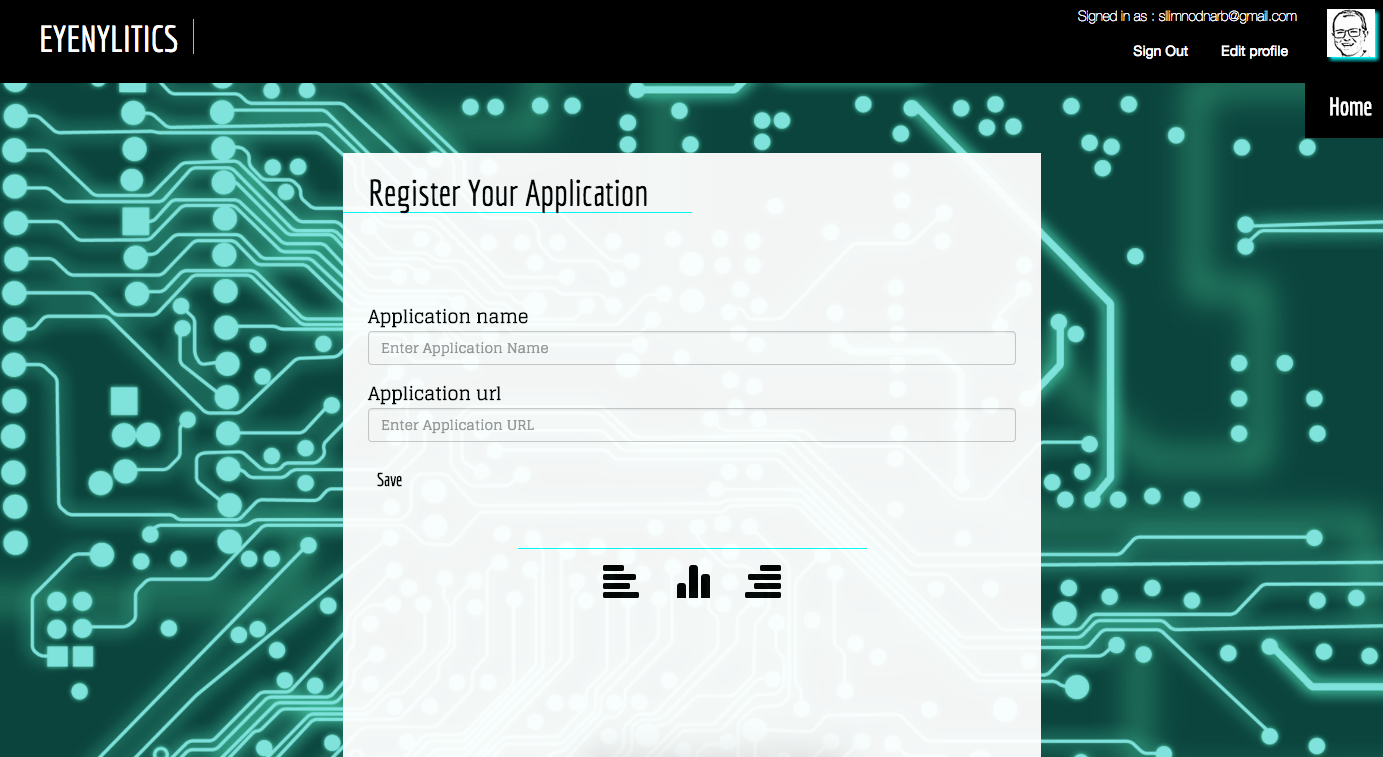 EYENYLITICS
Signed in as : slimnodnarb@gmail.com
Sign Out Edit profile
Home
Register Your Application
Application name
Enter Application Name
Application url
Enter Application URL
Save